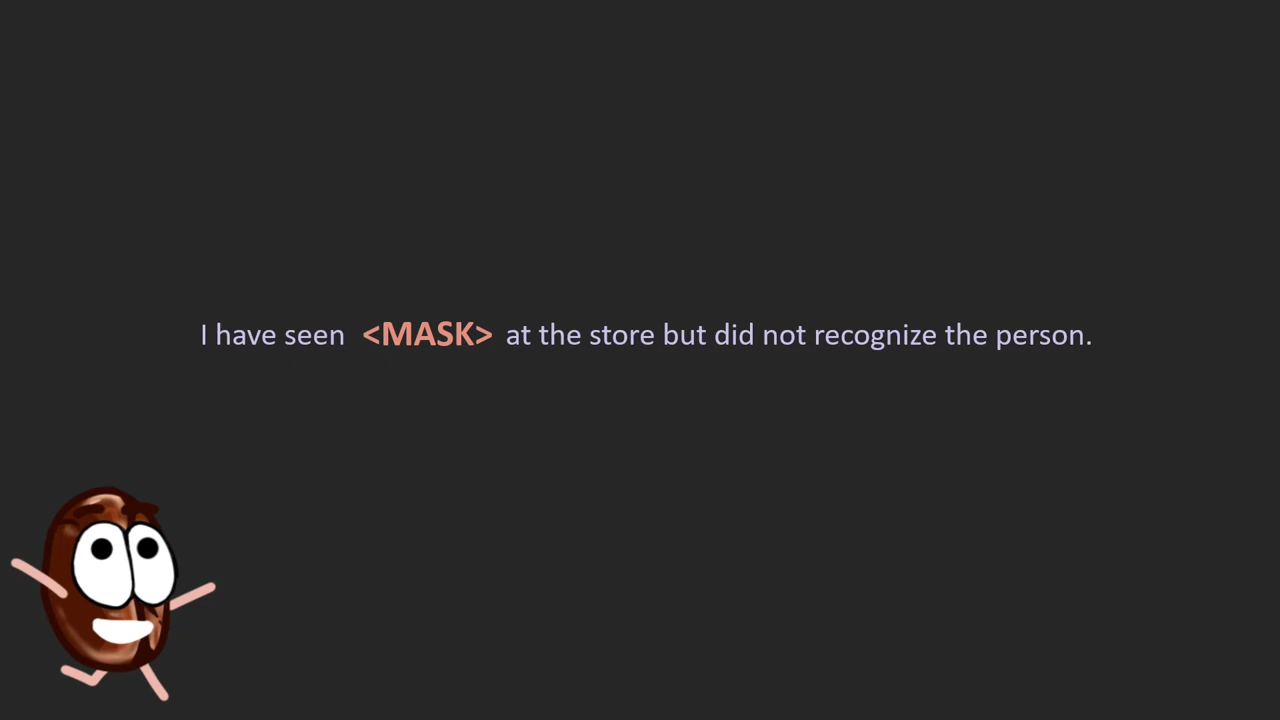 I have seen <MASK> at the store but did not recognize the person.